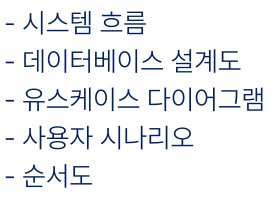 - 시스템 흐름
- 데이터베이스 설계도
- 유스케이스 다이어그램
- 사용자 시나리오
- 순서도